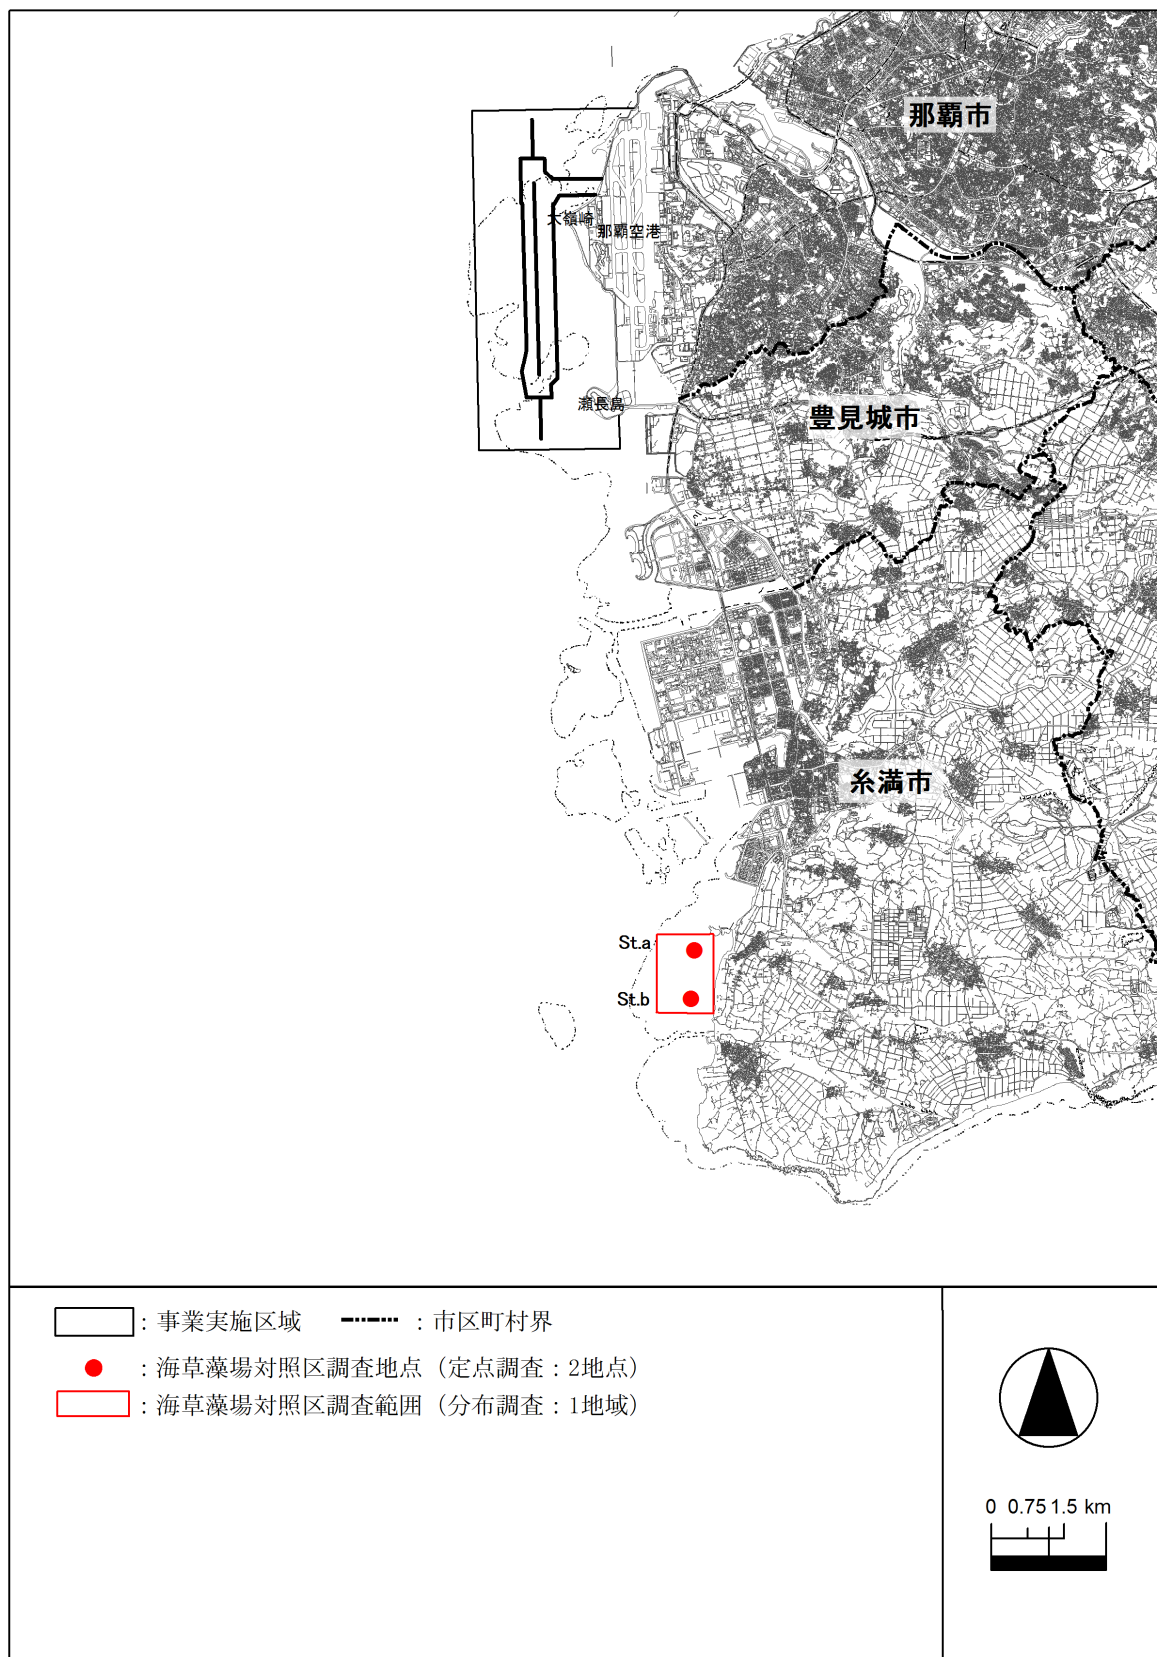 那覇市
大嶺崎
那覇空港
瀬長島
豊見城市
糸満市
St.a
St.b
：事業実施区域
：市区町村界
：海草藻場対照区調査地点（定点調査：2地点）
：海草藻場対照区調査範囲（分布調査：1地域）
0 0.75 1.5 km